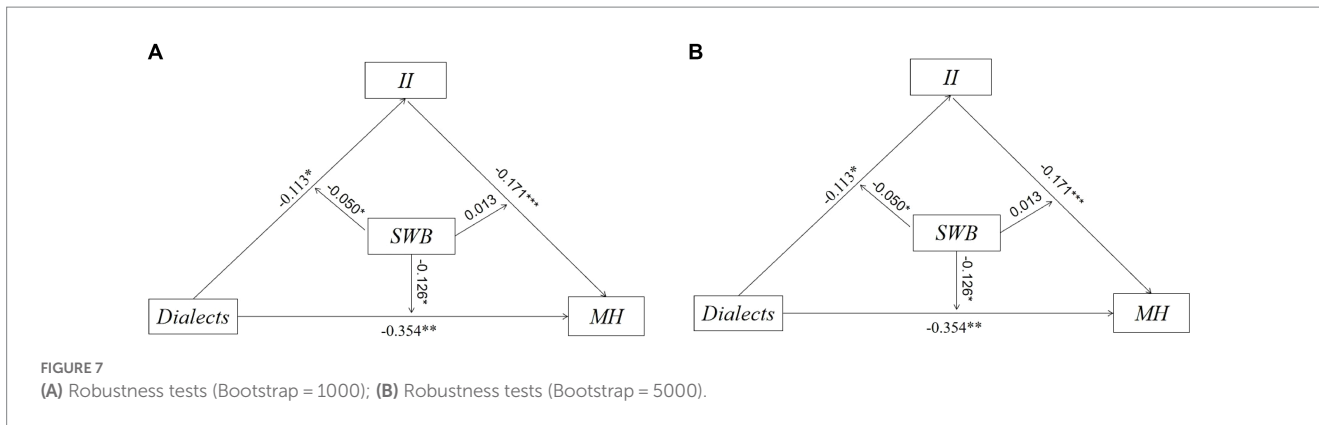 A
II
-0.113*
-0.050*
0.013
-0.171***
SWB
-0.126*
Dialects
MH
-0.354**
B
II
-0.113*
-0.050*
0.013
-0.171***
SWB
-0.126*
Dialects
MH
-0.354**
FIGURE 7
(A) Robustness tests (Bootstrap = 1000); (B) Robustness tests (Bootstrap = 5000).